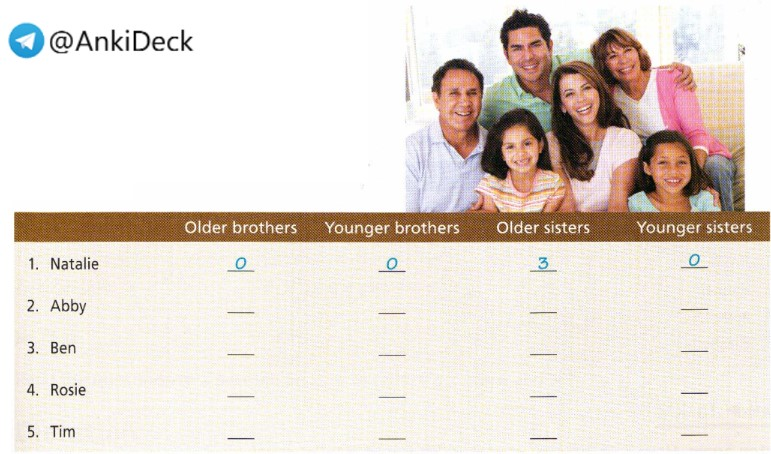 @AnkiDeck
Older brothers Younger brothers Older sisters Younger sisters
1. Natalie 0 0 3 0
2. Abby
3. Ben
4. Rosie
5. Tim